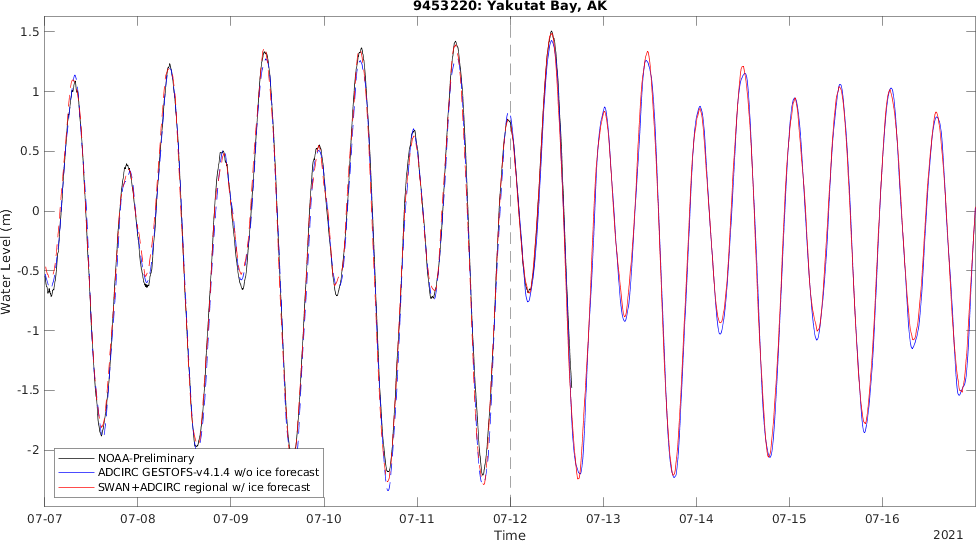 9453220: Yakutat Bay, AK
Water Level (m)
1.5
1
0.5
0
-0.5
-1
-1.5
-2
NOAA-Preliminary
ADCIRC GESTOFS-v4.1.4 w/o ice forecast
SWAN+ADCIRC regional w/ ice forecast
07-07 07-08 07-09 07-10 07-11 07-12 07-13 07-14 07-15 07-16
Time
2021